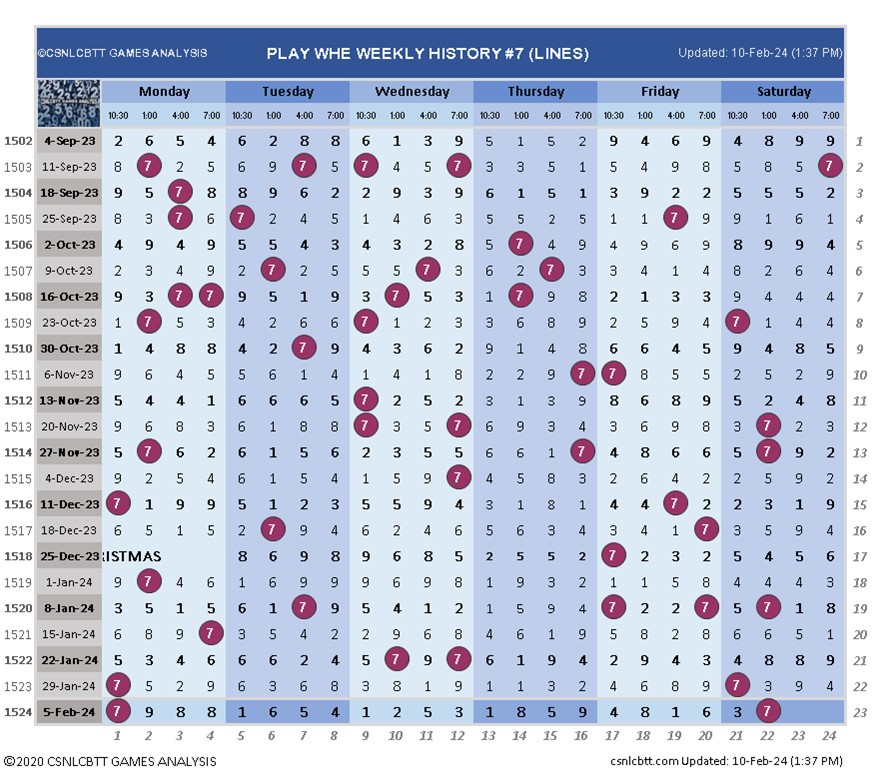 ©CSNLCBTT GAMES ANALYSIS PLAY WHE WEEKLY HISTORY #7 (LINES) Updated: 10-Feb-24 (1:37 PM)
Monday Tuesday Wednesday Thursday Friday Saturday
CSNLCBTT GAMES ANALYSIS
10:30 1:00 4:00 7:00 10:30 1:00 4:00 7:00 10:30 1:00 4:00 7:00 10:30 1:00 4:00 7:00 10:30 1:00 4:00 7:00 10:30 1:00 4:00 7:00
1502 4-Sep-23 2 6 5 4 6 2 8 8 6 1 3 9 5 1 5 2 9 4 6 9 4 8 9 9 1
1503 11-Sep-23 8 7 2 5 6 9 7 5 7 4 5 7 3 3 5 1 5 4 9 8 5 8 5 7 2
1504 18-Sep-23 9 5 7 8 8 9 6 2 2 9 3 9 6 1 5 1 3 9 2 2 5 5 5 2 3
1505 25-Sep-23 8 3 7 6 7 2 4 5 1 4 6 3 5 5 2 5 1 1 7 9 9 1 6 1 4
1506 2-Oct-23 4 9 4 9 5 5 4 3 4 3 2 8 5 7 4 9 4 9 6 9 8 9 9 4 5
1507 9-Oct-23 2 3 4 9 6 7 2 5 5 5 7 3 6 2 7 3 3 4 1 4 8 2 6 4 6
1508 16-Oct-23 9 3 7 7 9 5 1 9 3 7 5 3 1 7 9 8 2 1 3 3 9 4 4 4 7
1509 23-Oct-23 1 7 5 3 4 2 6 6 7 1 2 3 3 6 8 9 2 5 9 4 7 1 4 4 8
1510 30-Oct-23 1 4 8 8 4 2 7 9 4 3 6 2 9 1 4 8 6 6 4 5 9 4 8 5 9
1511 6-Nov-23 9 6 4 5 5 6 1 4 1 4 1 8 2 2 9 7 7 8 5 5 2 5 2 9 10
1512 13-Nov-23 5 4 4 1 6 6 6 5 7 2 5 2 3 1 3 9 8 6 8 9 5 2 4 8 11
1513 20-Nov-23 9 6 8 3 6 1 8 8 7 3 5 7 6 9 3 4 3 6 9 8 3 7 2 3 12
1514 27-Nov-23 5 7 6 2 6 1 5 6 2 3 5 5 6 6 1 7 4 8 6 6 5 7 9 2 13
1515 4-Dec-23 9 2 5 4 6 1 5 4 1 5 9 7 4 5 8 3 2 6 4 2 2 5 9 2 14
1516 11-Dec-23 7 1 9 9 5 1 2 3 5 5 9 4 3 1 8 1 4 4 7 2 2 3 1 9 15
1517 18-Dec-23 6 5 1 5 2 7 9 4 6 2 4 6 5 6 3 4 3 4 1 7 3 5 9 4 16
1518 25-Dec-23 RISTMAS 8 6 9 8 9 6 8 5 2 5 5 2 7 2 3 2 5 4 5 6 17
1519 1-Jan-24 9 7 4 6 1 6 9 9 9 6 9 8 1 9 3 2 1 1 5 8 4 4 4 3 18
1520 8-Jan-24 3 5 1 5 6 1 7 9 5 4 1 2 1 5 9 4 7 2 2 7 5 7 1 8 19
1521 15-Jan-24 6 8 9 7 3 5 4 2 2 9 6 8 4 6 1 9 5 8 2 8 6 6 5 1 20
1522 22-Jan-24 5 3 4 6 6 6 2 4 5 7 9 7 6 1 9 4 2 9 4 3 4 8 8 9 21
1523 29-Jan-24 7 5 2 9 6 3 6 8 3 8 1 9 1 1 3 2 4 6 8 9 7 3 9 4 22
1524 5-Feb-24 7 9 8 8 1 6 5 4 1 2 5 3 1 8 5 9 4 8 1 6 3 7 23
1 2 3 4 5 6 7 8 9 10 11 12 13 14 15 16 17 18 19 20 21 22 23 24
©2020 CSNLCBTT GAMES ANALYSIS csnlcbtt.com Updated: 10-Feb-24 (1:37 PM)